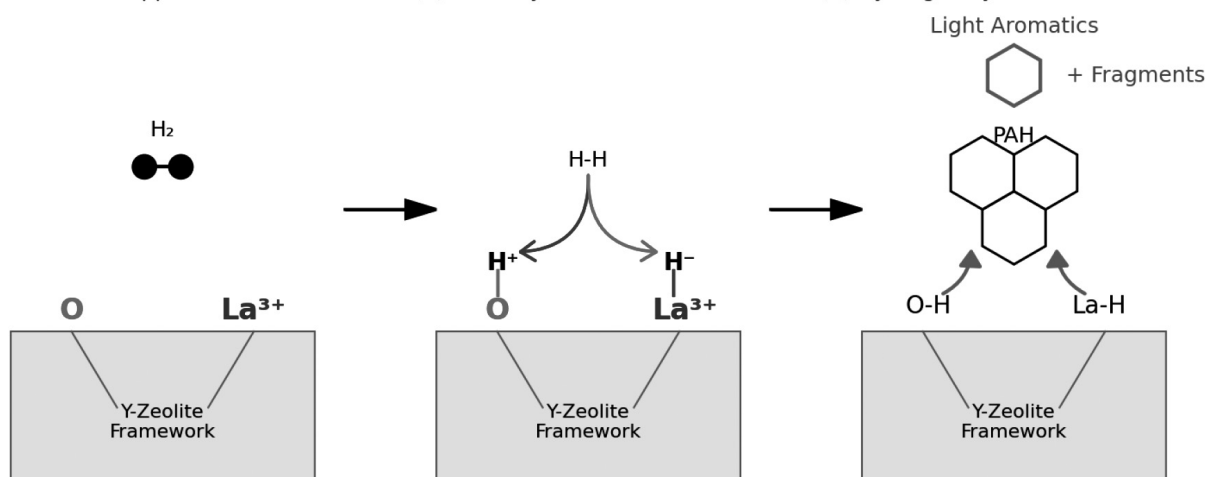 H₂
O
La³⁺
Y-Zeolite
Framework
H-H
H⁺
H⁻
O
La³⁺
Y-Zeolite
Framework
Light Aromatics
+ Fragments
PAH
O-H
La-H
Y-Zeolite
Framework